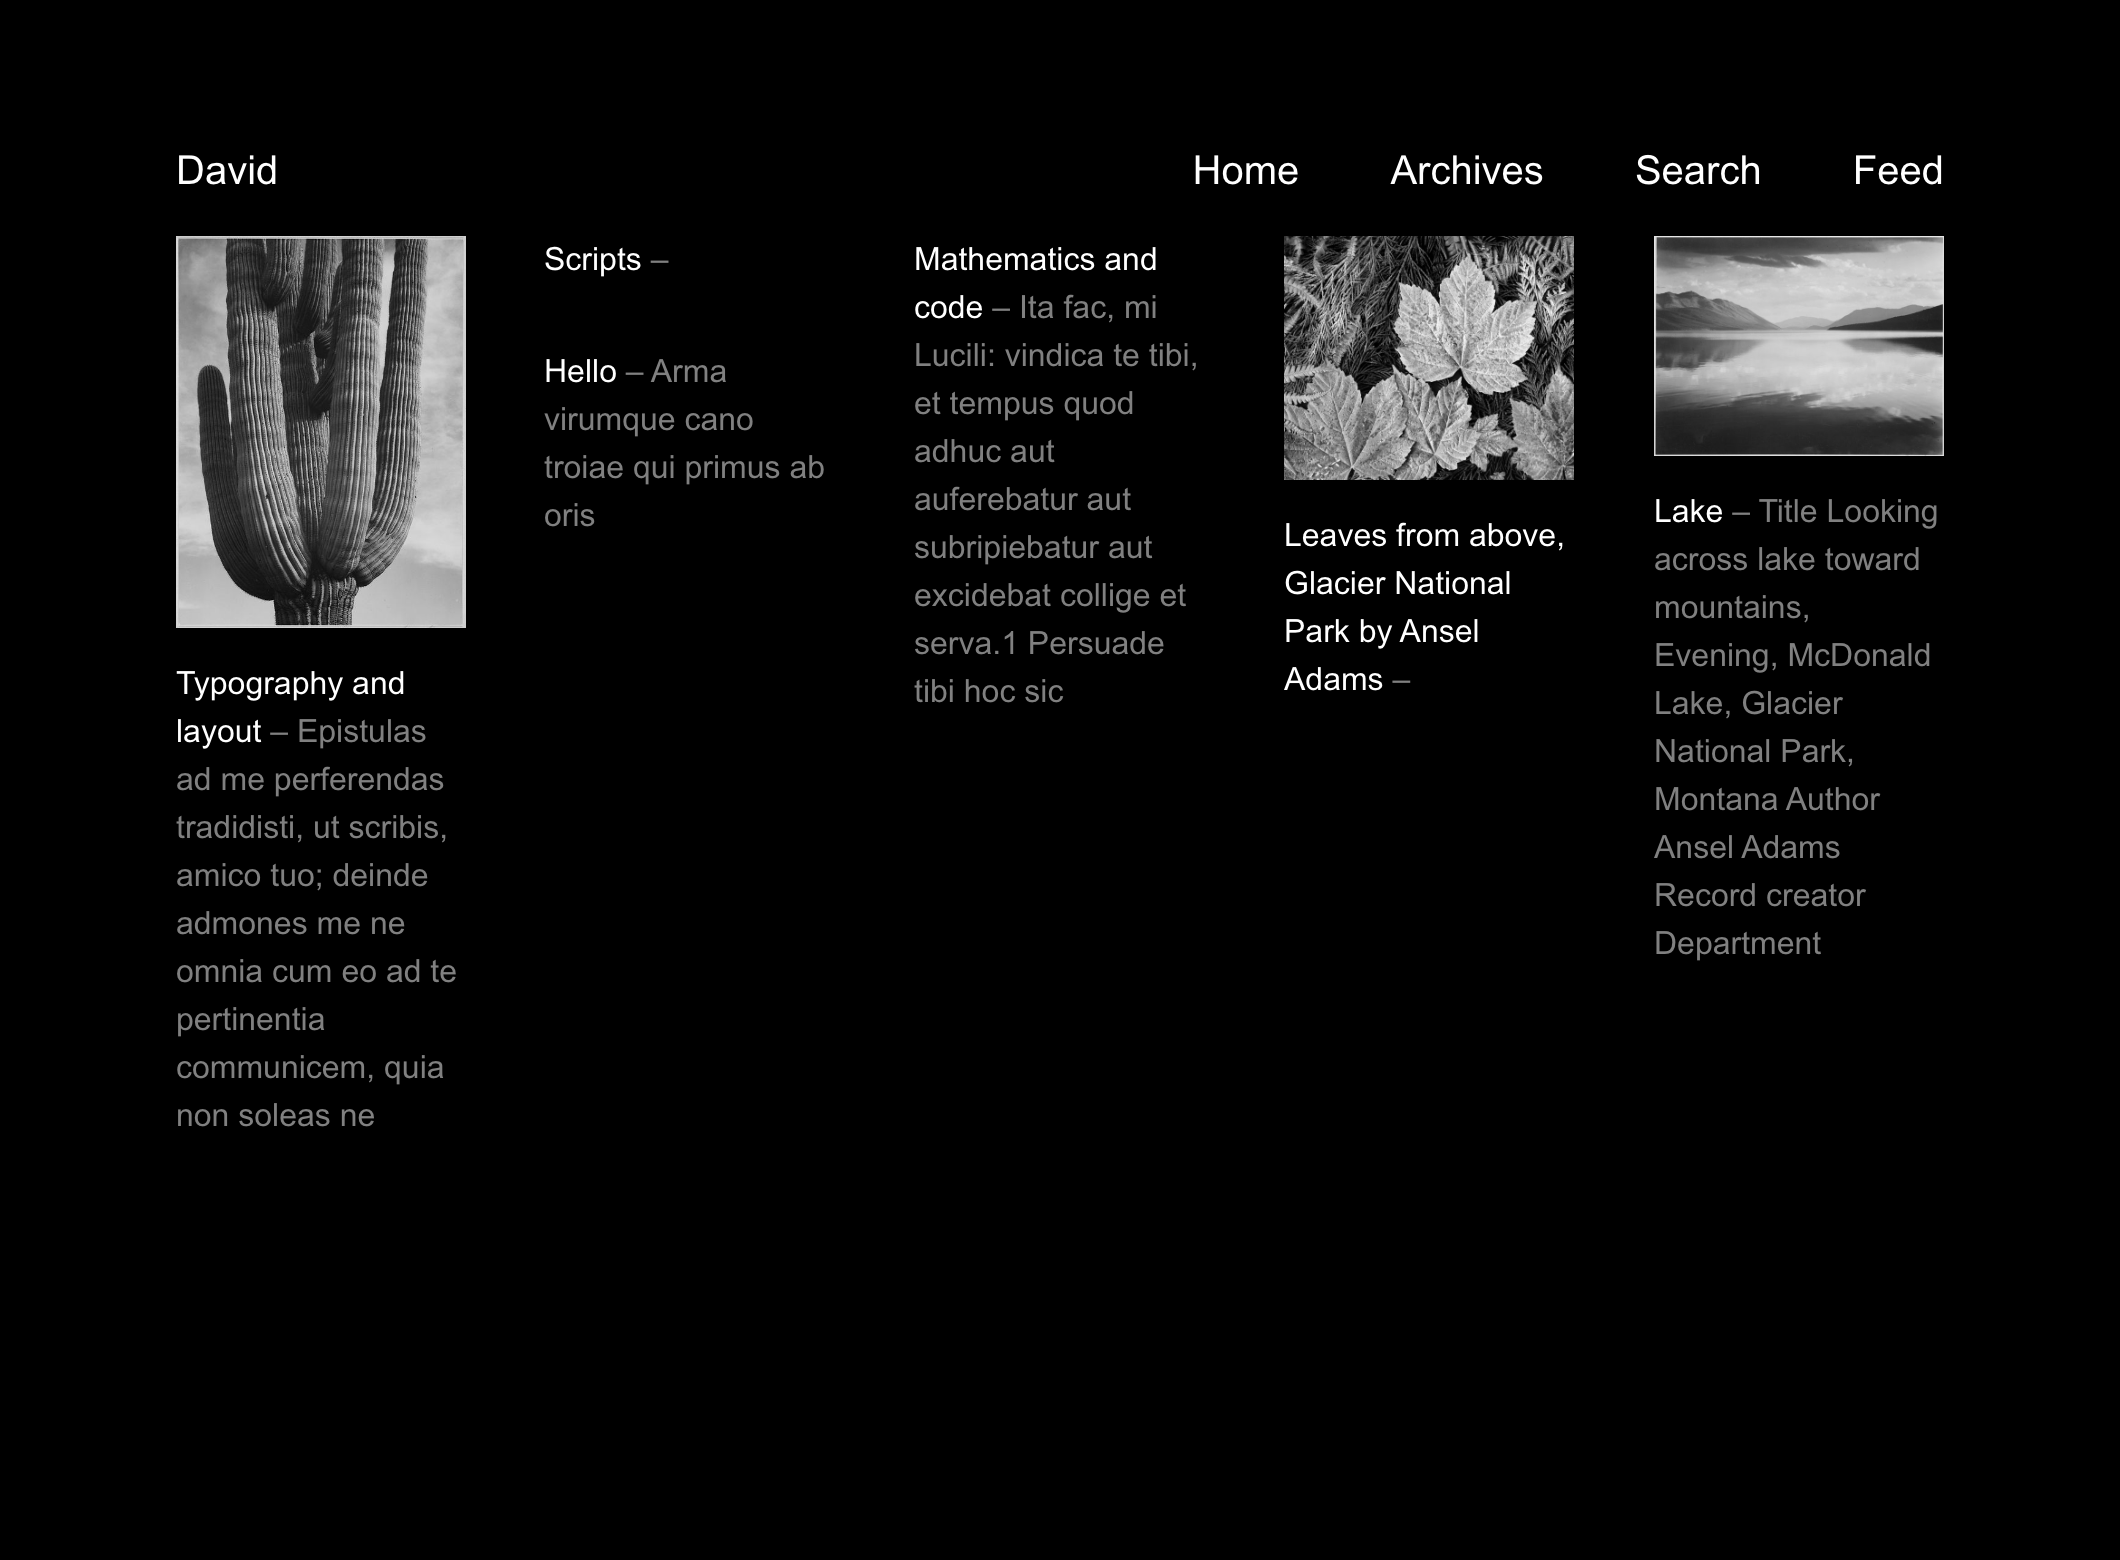 David
Home Archives Search Feed
Typography and
layout – Epistulas
ad me perferendas
tradidisti, ut scribis,
amico tuo; deinde
admones me ne
omnia cum eo ad te
pertinentia
communicem, quia
non soleas ne
Scripts –
Hello – Arma
virumque cano
troiae qui primus ab
oris
Mathematics and
code – Ita fac, mi
Lucili: vindica te tibi,
et tempus quod
adhuc aut
auferebatur aut
subripiebatur aut
excidebat collige et
serva.1 Persuade
tibi hoc sic
Leaves from above,
Glacier National
Park by Ansel
Adams –
Lake – Title Looking
across lake toward
mountains,
Evening, McDonald
Lake, Glacier
National Park,
Montana Author
Ansel Adams
Record creator
Department